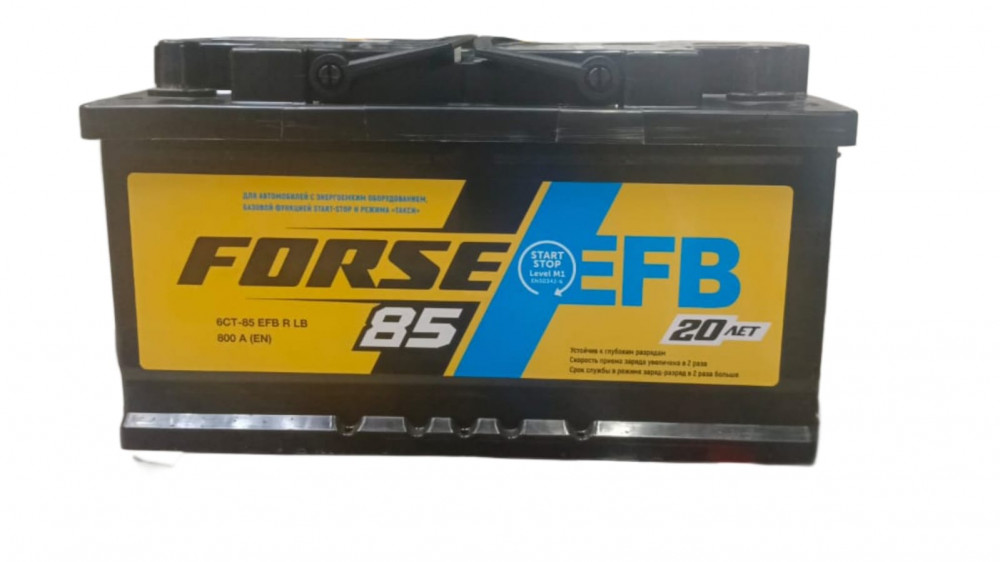 ДЛЯ АВТОМОБИЛЕЙ С ЭНЕРГОЕМКИМ ОБОРУДОВАНИЕМ,
БАЗОВОЙ ФУНКЦИЕЙ START-STOP И РЕЖИМА «ТАКСИ»
FORSE
START
STOP
Level M1
EFB
6CT-85 EFB R LB
800 A (EN)
85
20 ЛЕТ
Устойчив к глубоким разрядам
Скорость приема заряда увеличена в 2 раза
Срок службы в режиме заряд-разряд в 2 раза больше